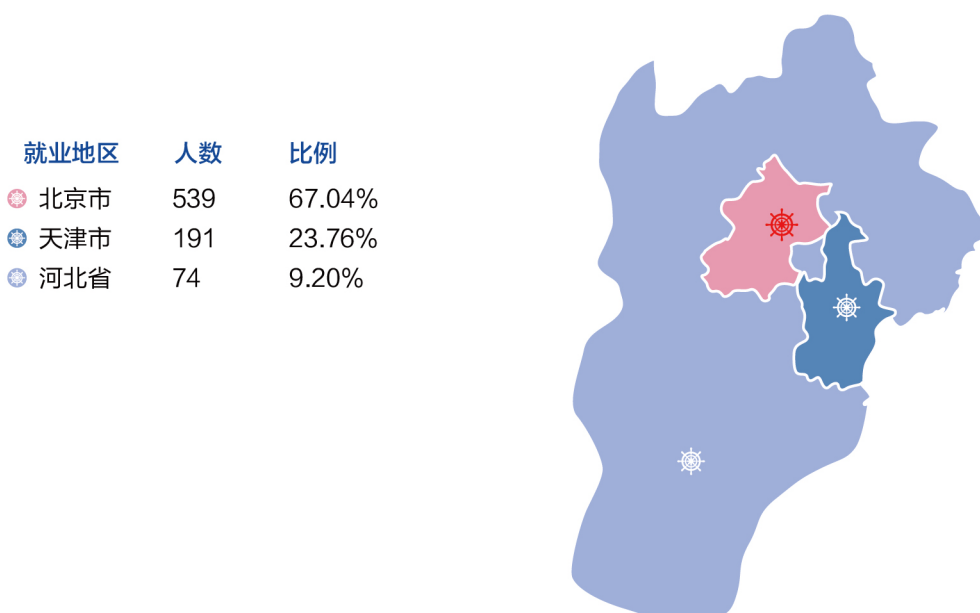 就业地区 人数 比例
北京市 539 67.04%
天津市 191 23.76%
河北省 74 9.20%